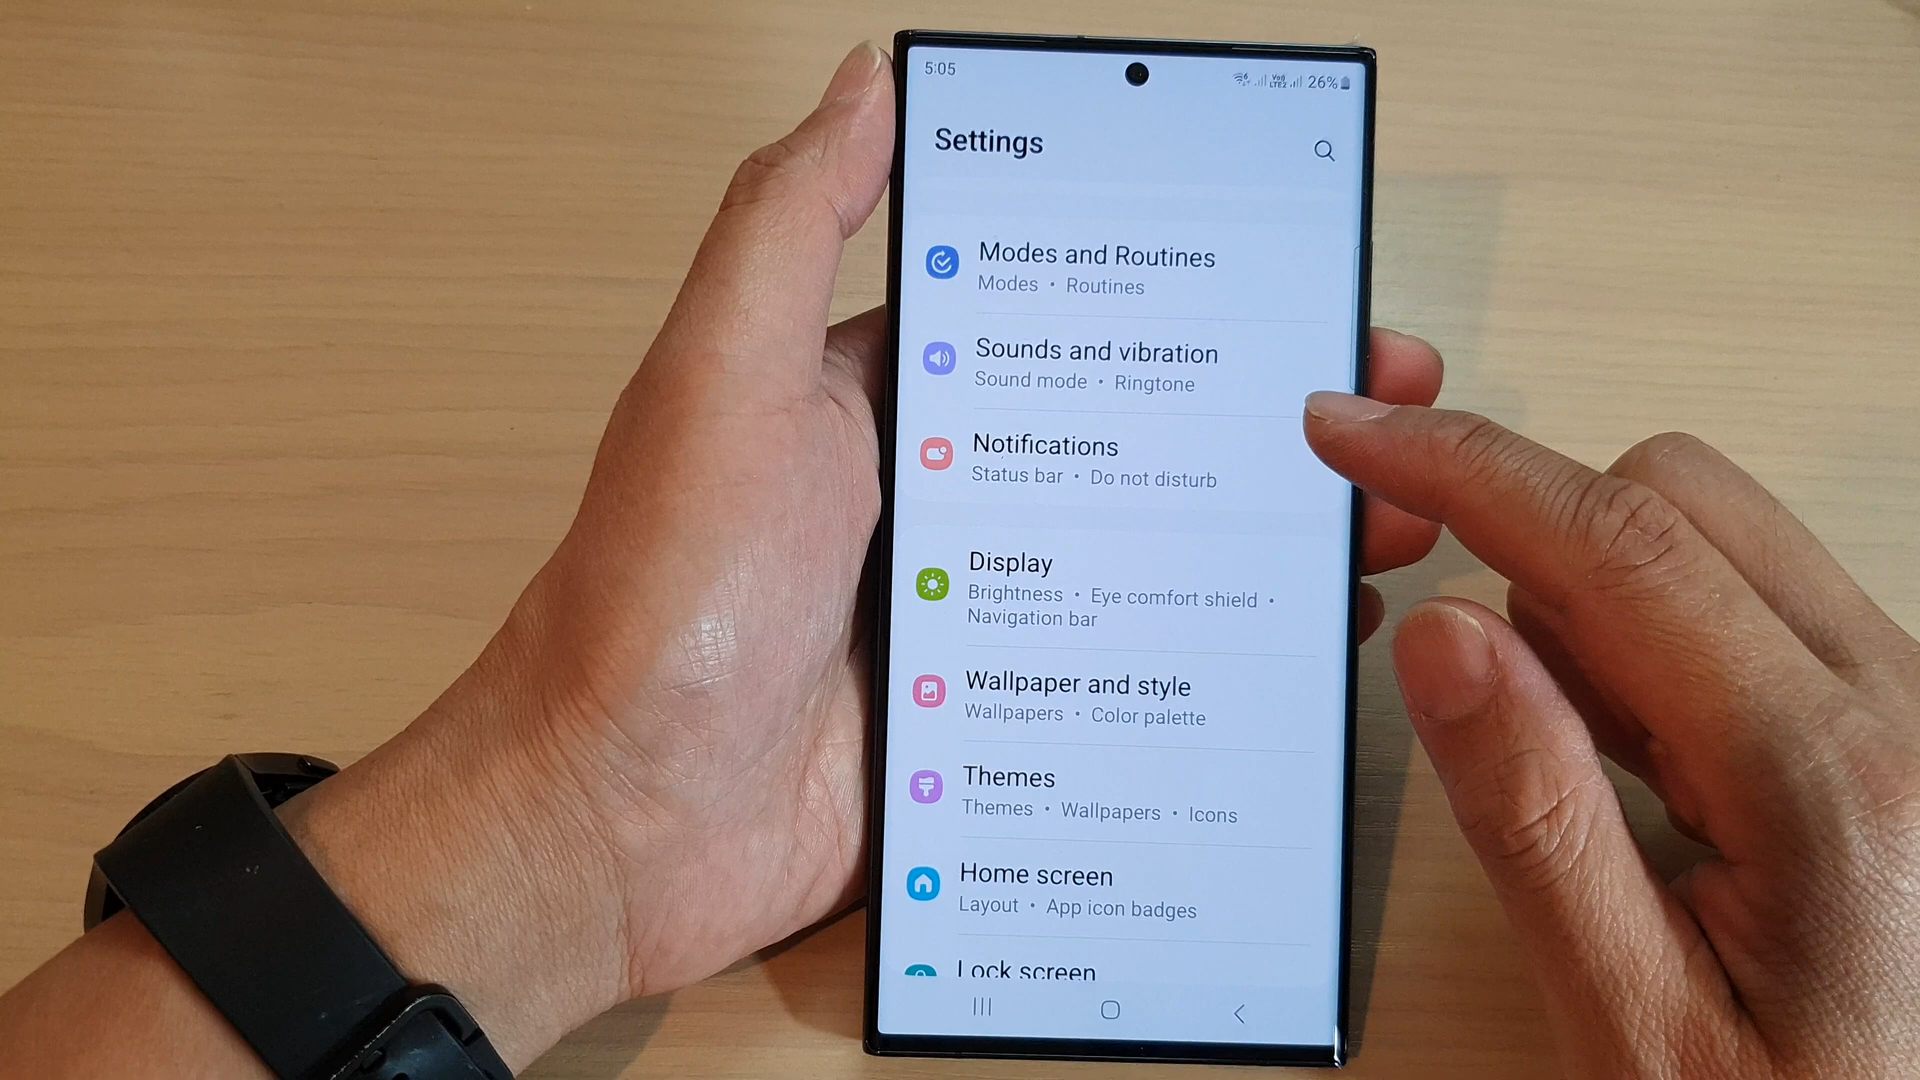 5:05
26%
Settings
Modes and Routines
Modes • Routines
Sounds and vibration
Sound mode • Ringtone
Notifications
Status bar • Do not disturb
Display
Brightness • Eye comfort shield •
Navigation bar
Wallpaper and style
Wallpapers • Color palette
Themes
Themes • Wallpapers • Icons
Home screen
Layout • App icon badges
Lock screen